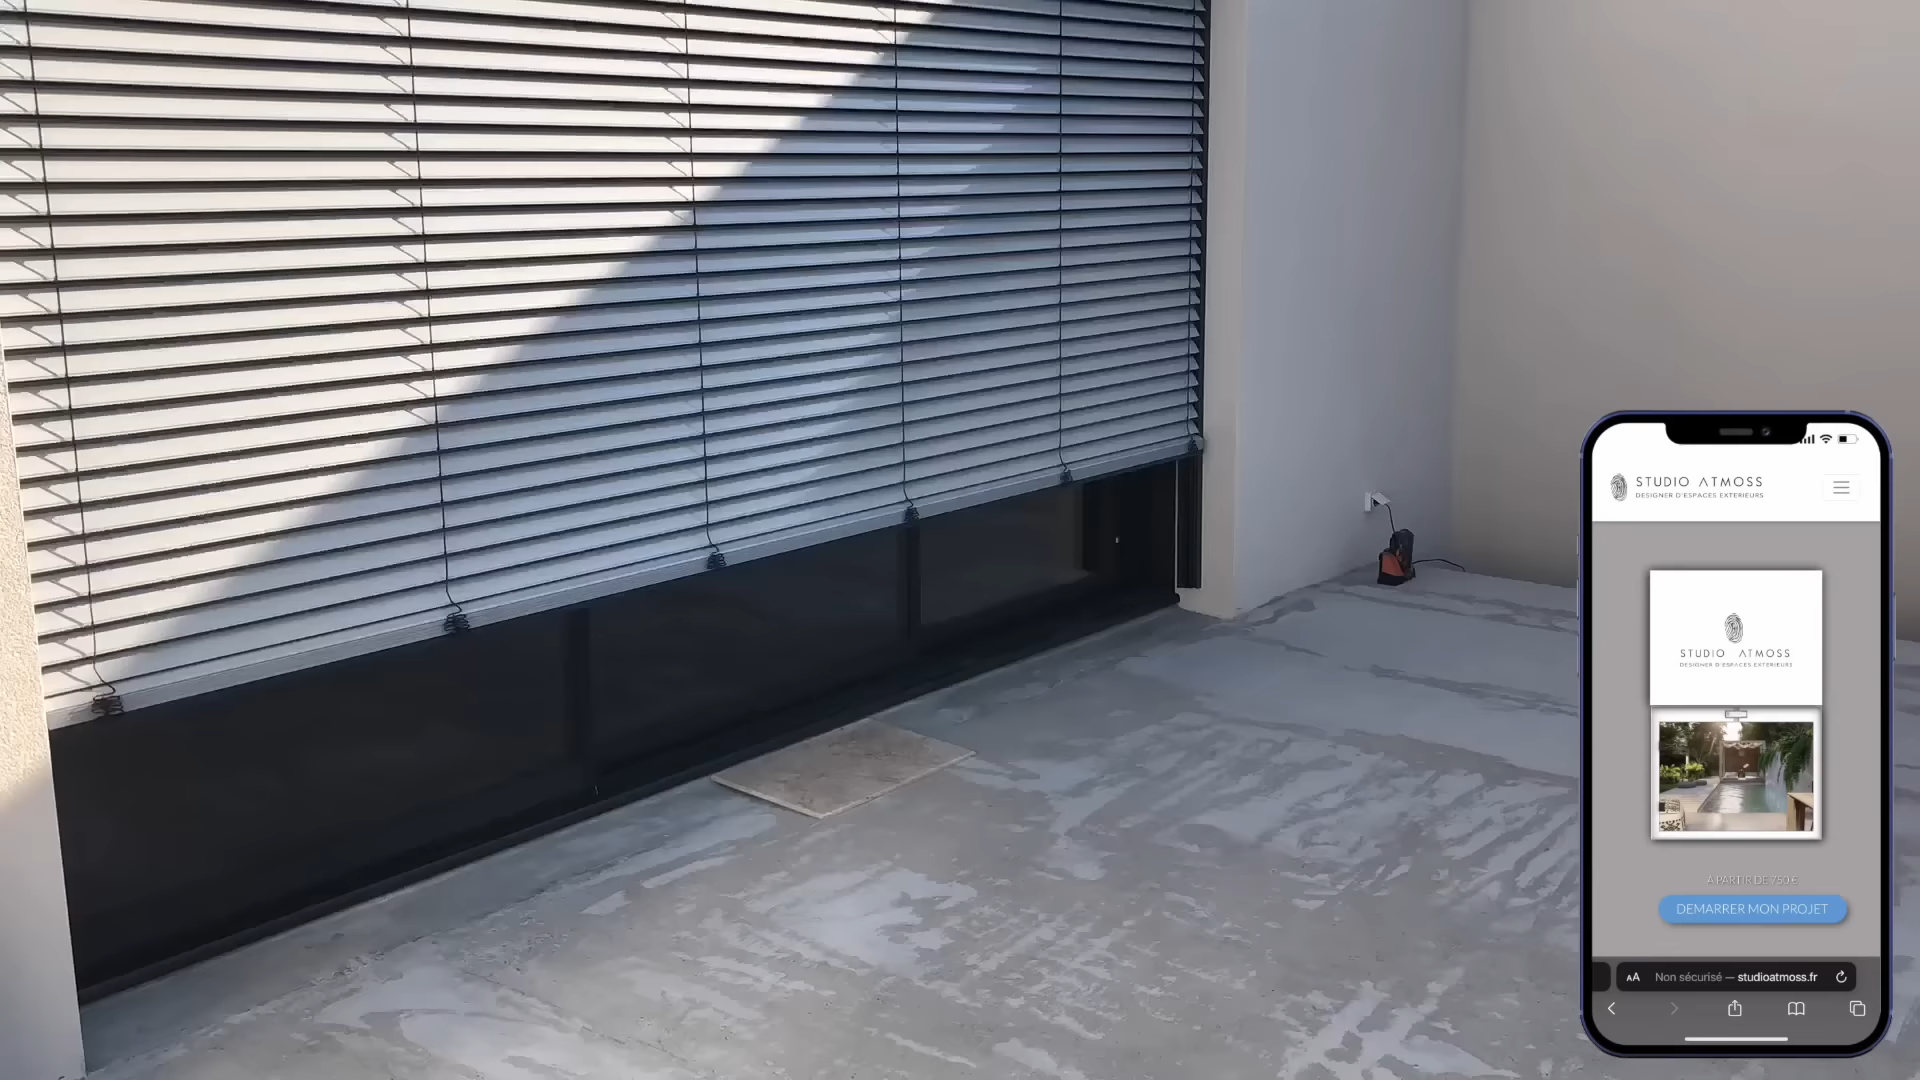 STUDIO ATMOSS
DESIGNER D'ESPACES EXTERIEURS
STUDIO ATMOSS
DESIGNER D'ESPACES EXTERIEURS
À PARTIR DE 750 €
DEMARRER MON PROJET
AA Non sécurisé — studioatmoss.fr